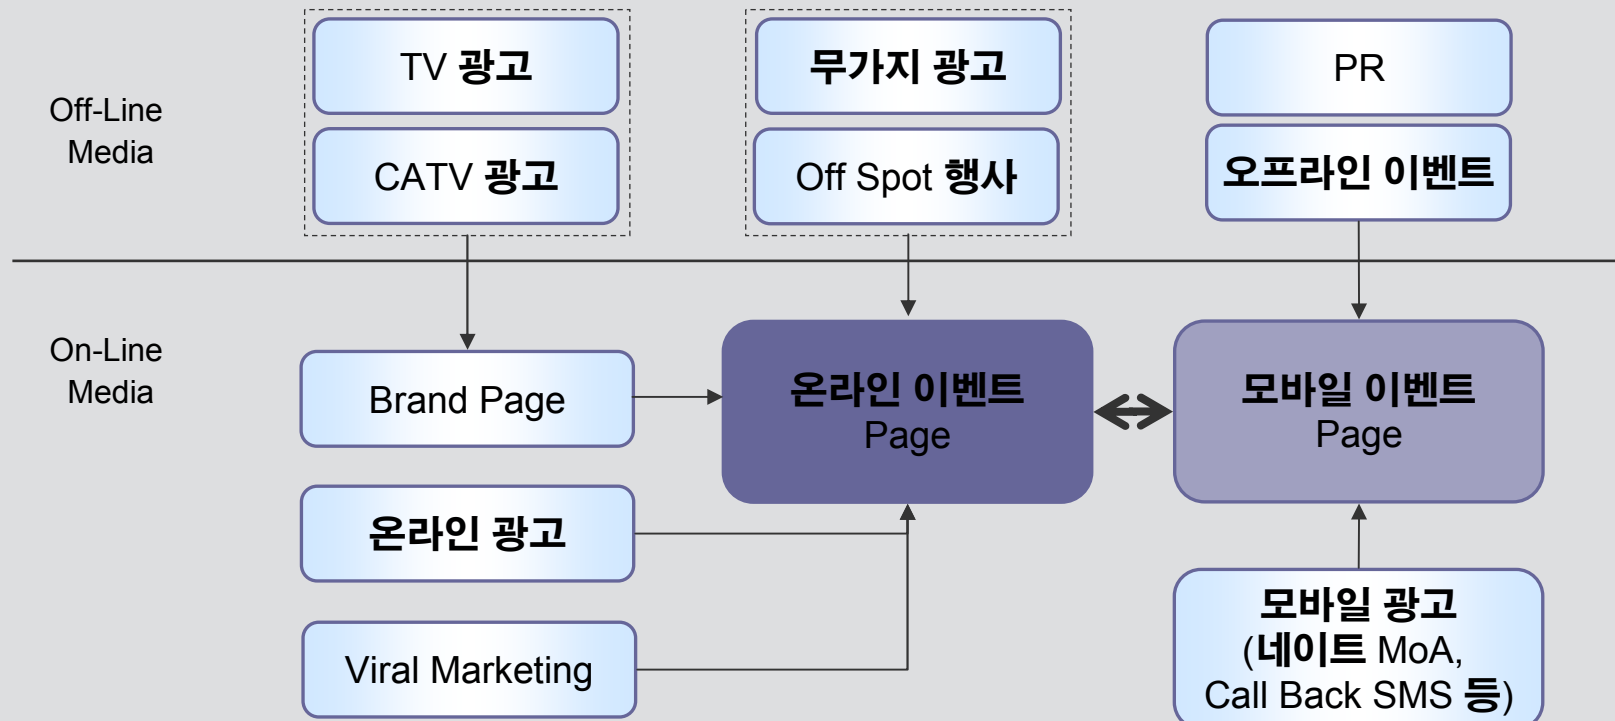 Off-Line
Media
TV 광고
CATV 광고
무가지 광고
Off Spot 행사
PR
오프라인 이벤트
On-Line
Media
Brand Page
온라인 이벤트
Page
모바일 이벤트
Page
온라인 광고
Viral Marketing
모바일 광고
(네이트 MoA,
Call Back SMS 등)